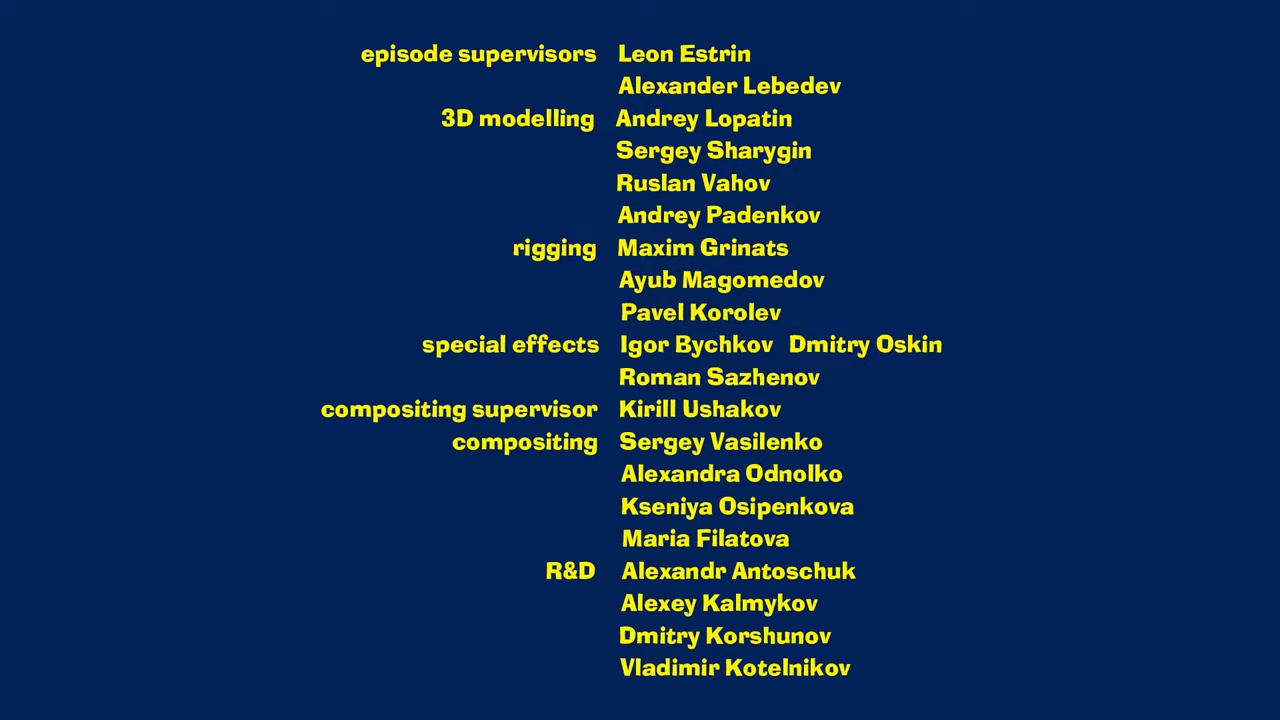 episode supervisors Leon Estrin
Alexander Lebedev
3D modelling Andrey Lopatin
Sergey Sharygin
Ruslan Vahov
Andrey Padenkov
rigging Maxim Grinats
Ayub Magomedov
Pavel Korolev
special effects Igor Bychkov Dmitry Oskin
Roman Sazhenov
compositing supervisor Kirill Ushakov
compositing Sergey Vasilenko
Alexandra Odnolko
Kseniya Osipenkova
Maria Filatova
R&D Alexandr Antoschuk
Alexey Kalmykov
Dmitry Korshunov
Vladimir Kotelnikov